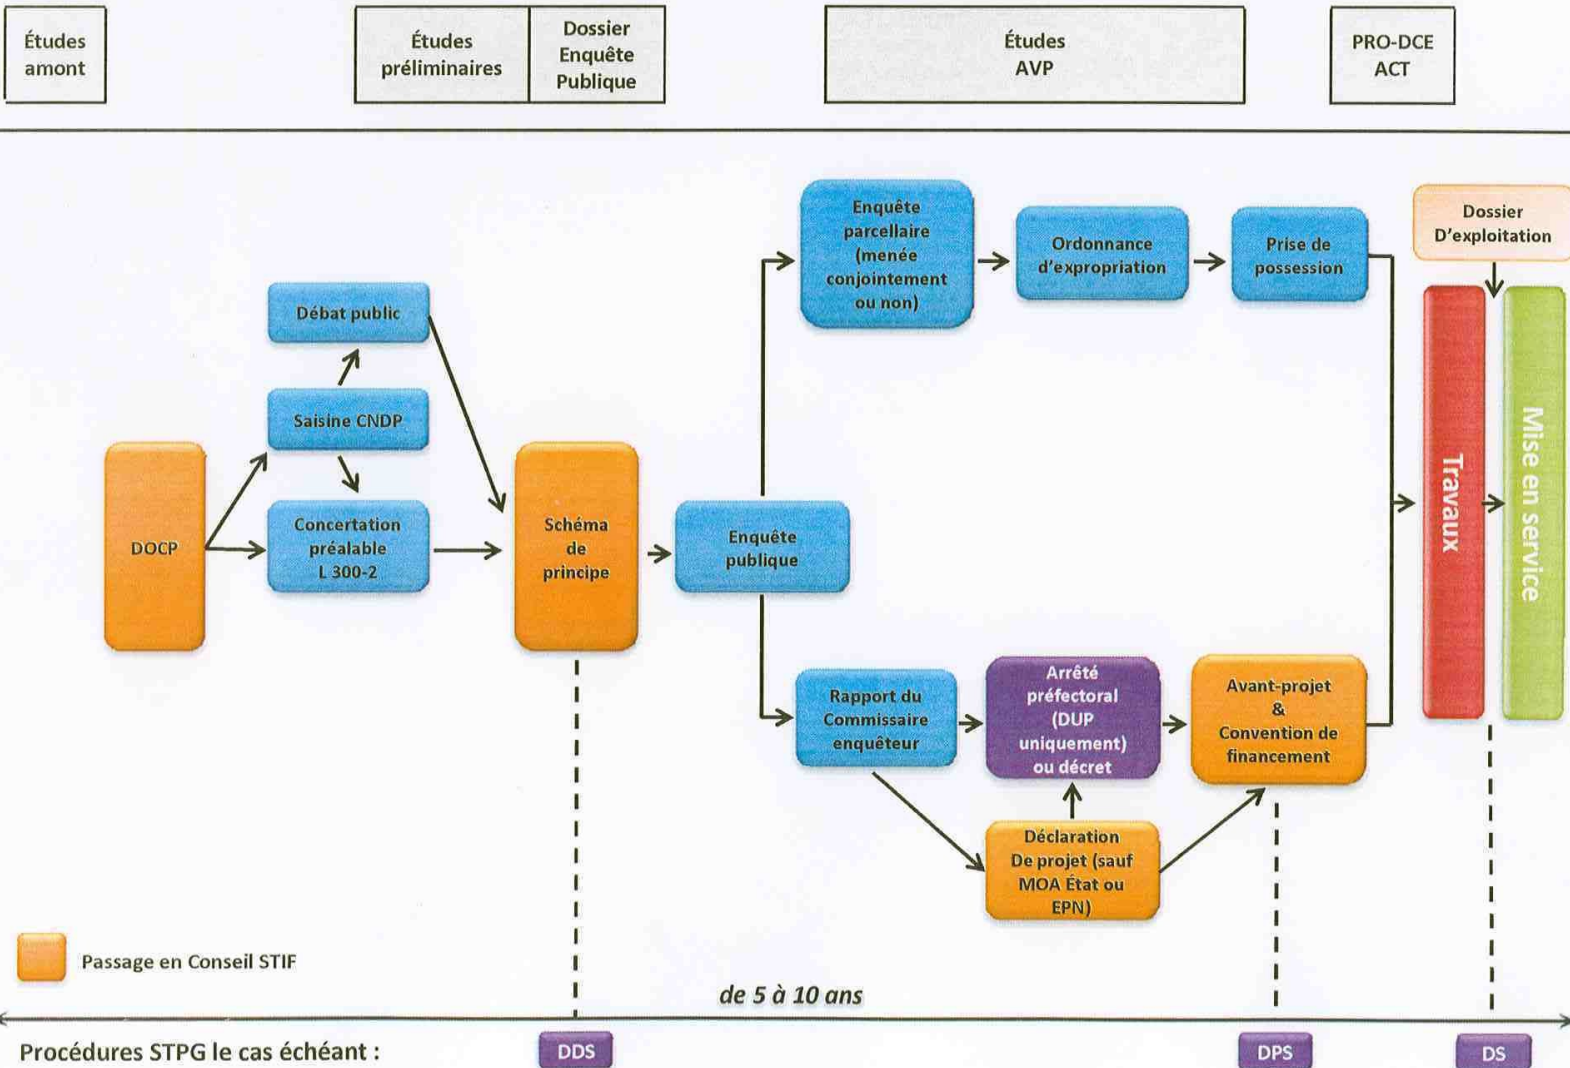 Études
amont
Études
préliminaires
Dossier
Enquête
Publique
Études
AVP
PRO-DCE
ACT
Enquête
parcellaire
(menée
conjointement
ou non)
Ordonnance
d'expropriation
Prise de
possession
Dossier
D'exploitation
Débat public
Saisine CNDP
DOCP
Concertation
préalable
L 300-2
Schéma
de
principe
Enquête
publique
Travaux
Mise en service
Rapport du
Commissaire
enquêteur
Arrêté
préfectoral
(DUP
uniquement)
ou décret
Avant-projet
&
Convention de
financement
Déclaration
De projet (sauf
MOA État ou
EPN)
Passage en Conseil STIF
de 5 à 10 ans
Procédures STPG le cas échéant :
DDS
DPS
DS